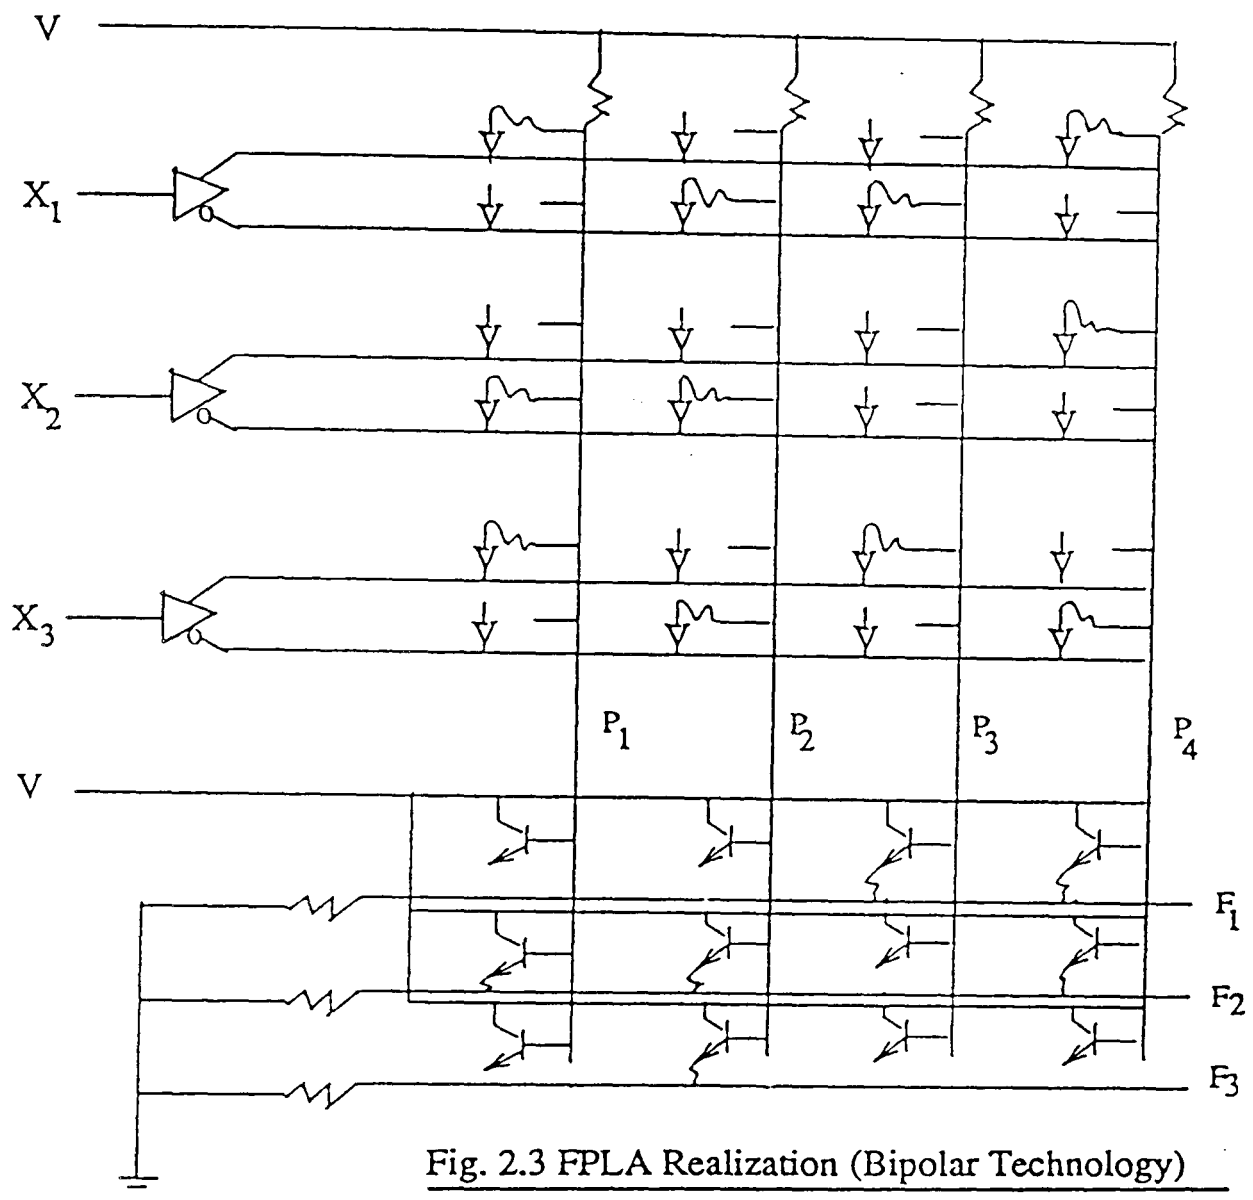 V
X1
X2
X3
P1
P2
P3
P4
V
F1
F2
F3
Fig. 2.3 FPLA Realization (Bipolar Technology)